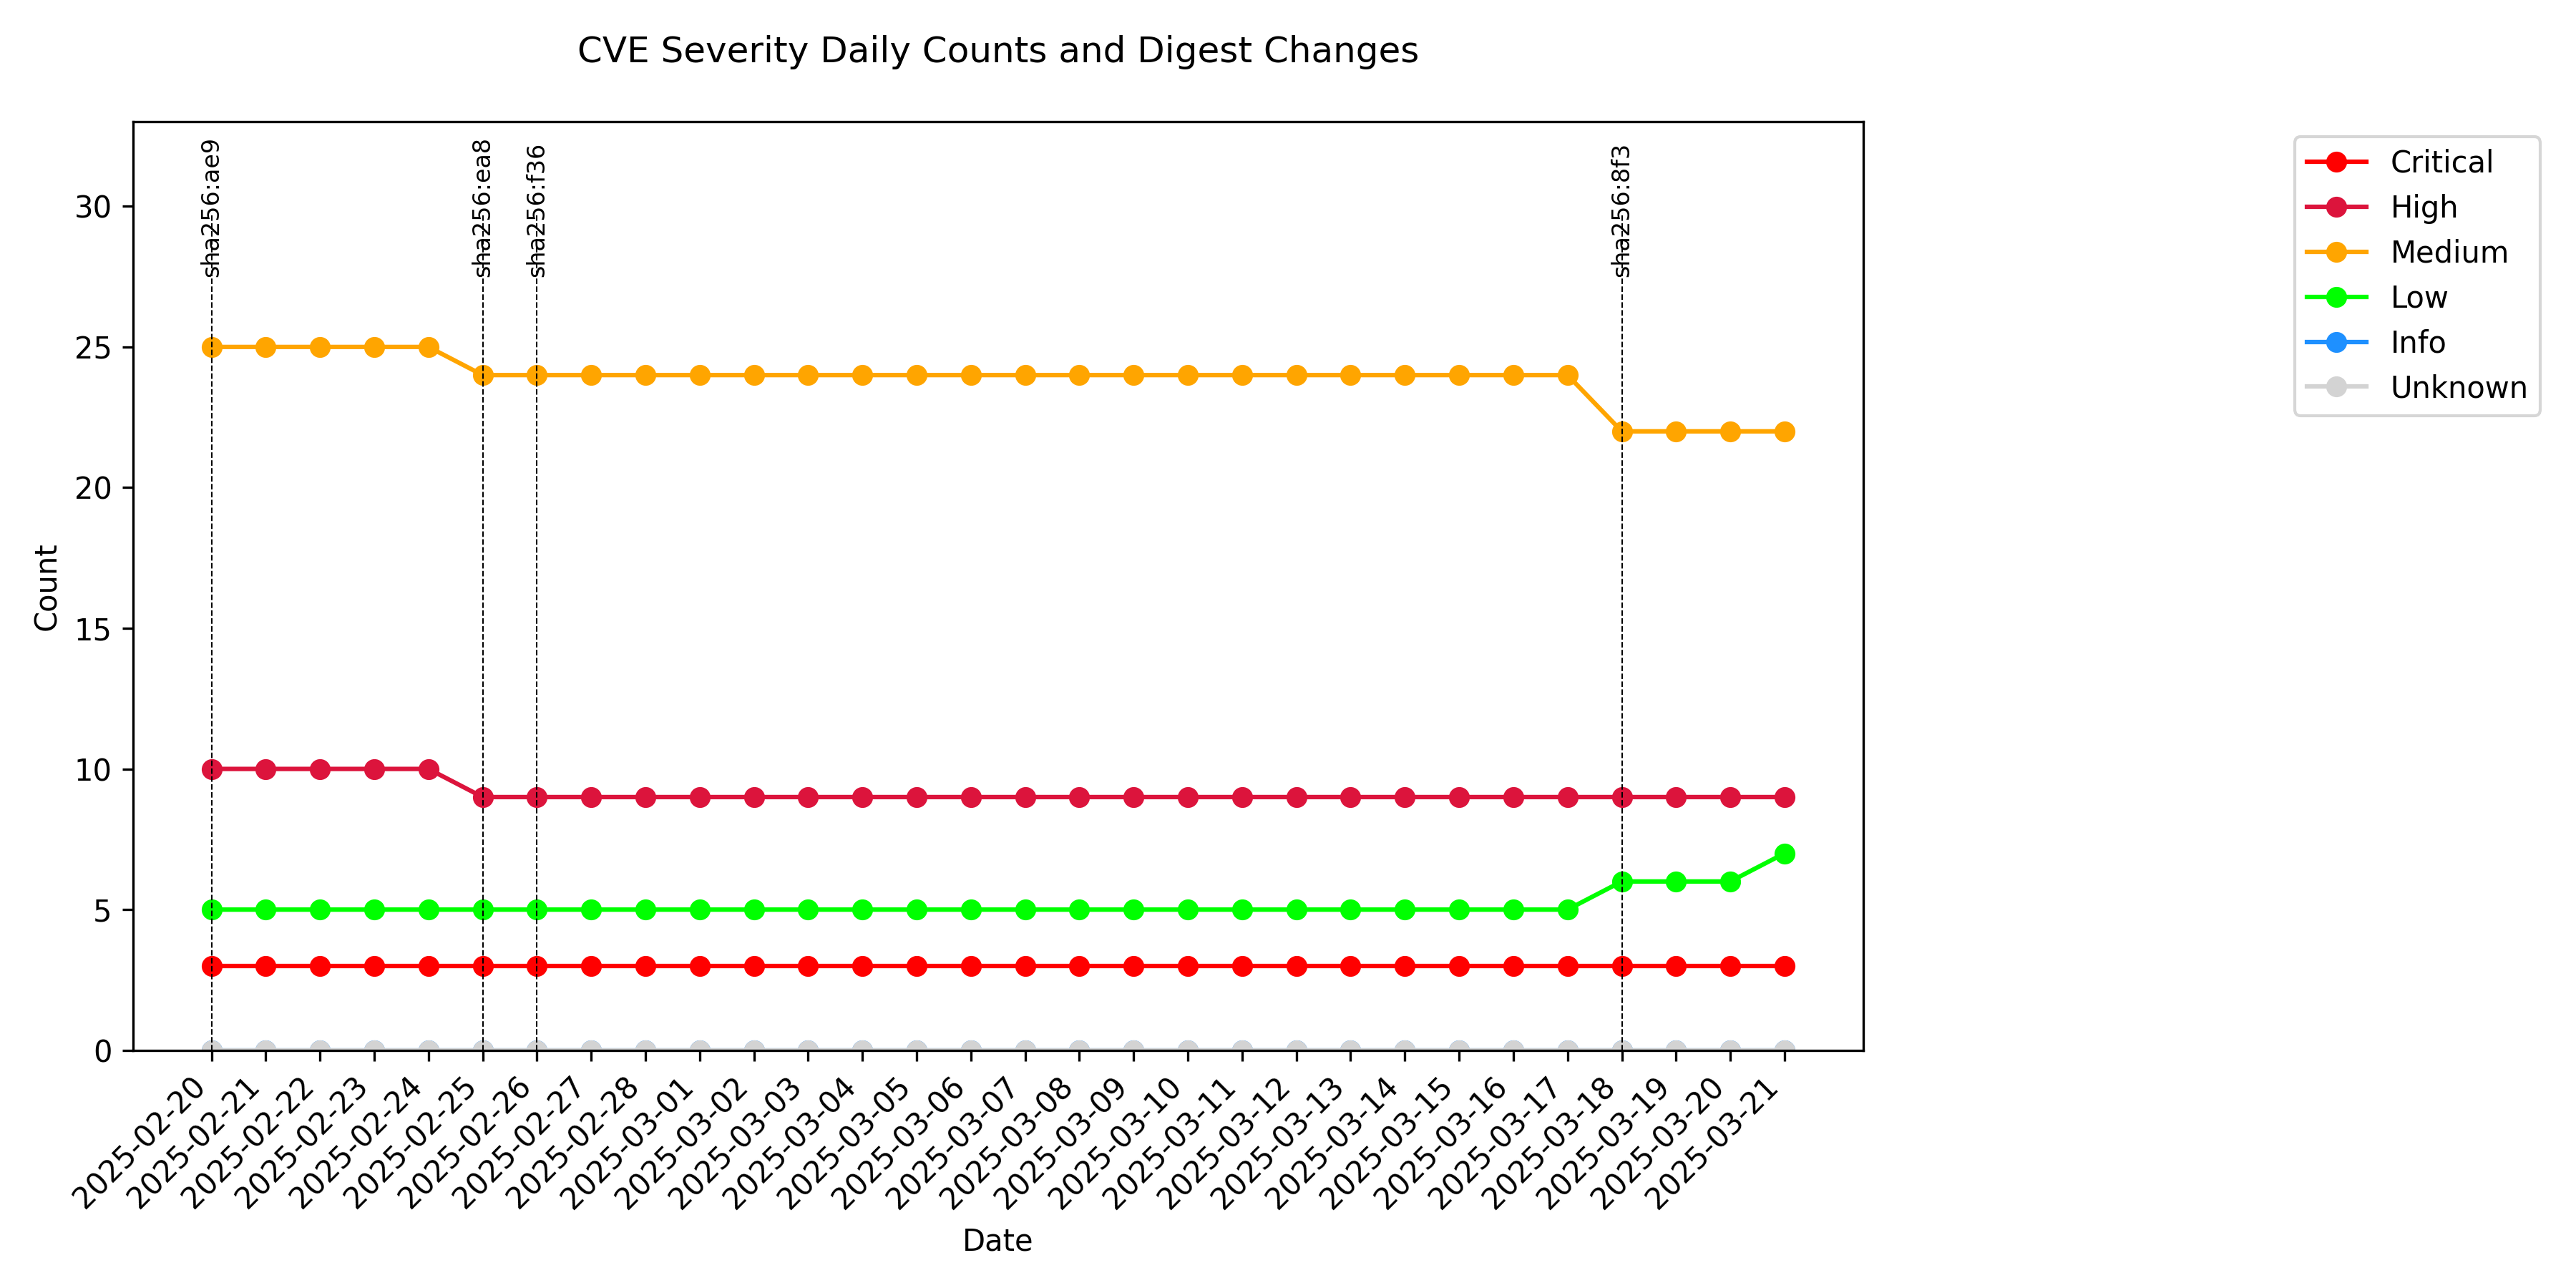 CVE Severity Daily Counts and Digest Changes
sha256:ae9
sha256:ea8
sha256:f36
sha256:8f3
Critical
High
Medium
Low
Info
Unknown
Count
30
25
20
15
10
5
0
2025-02-20
2025-02-21
2025-02-22
2025-02-23
2025-02-24
2025-02-25
2025-02-26
2025-02-27
2025-02-28
2025-03-01
2025-03-02
2025-03-03
2025-03-04
2025-03-05
2025-03-06
2025-03-07
2025-03-08
2025-03-09
2025-03-10
2025-03-11
2025-03-12
2025-03-13
2025-03-14
2025-03-15
2025-03-16
2025-03-17
2025-03-18
2025-03-19
2025-03-20
2025-03-21
Date